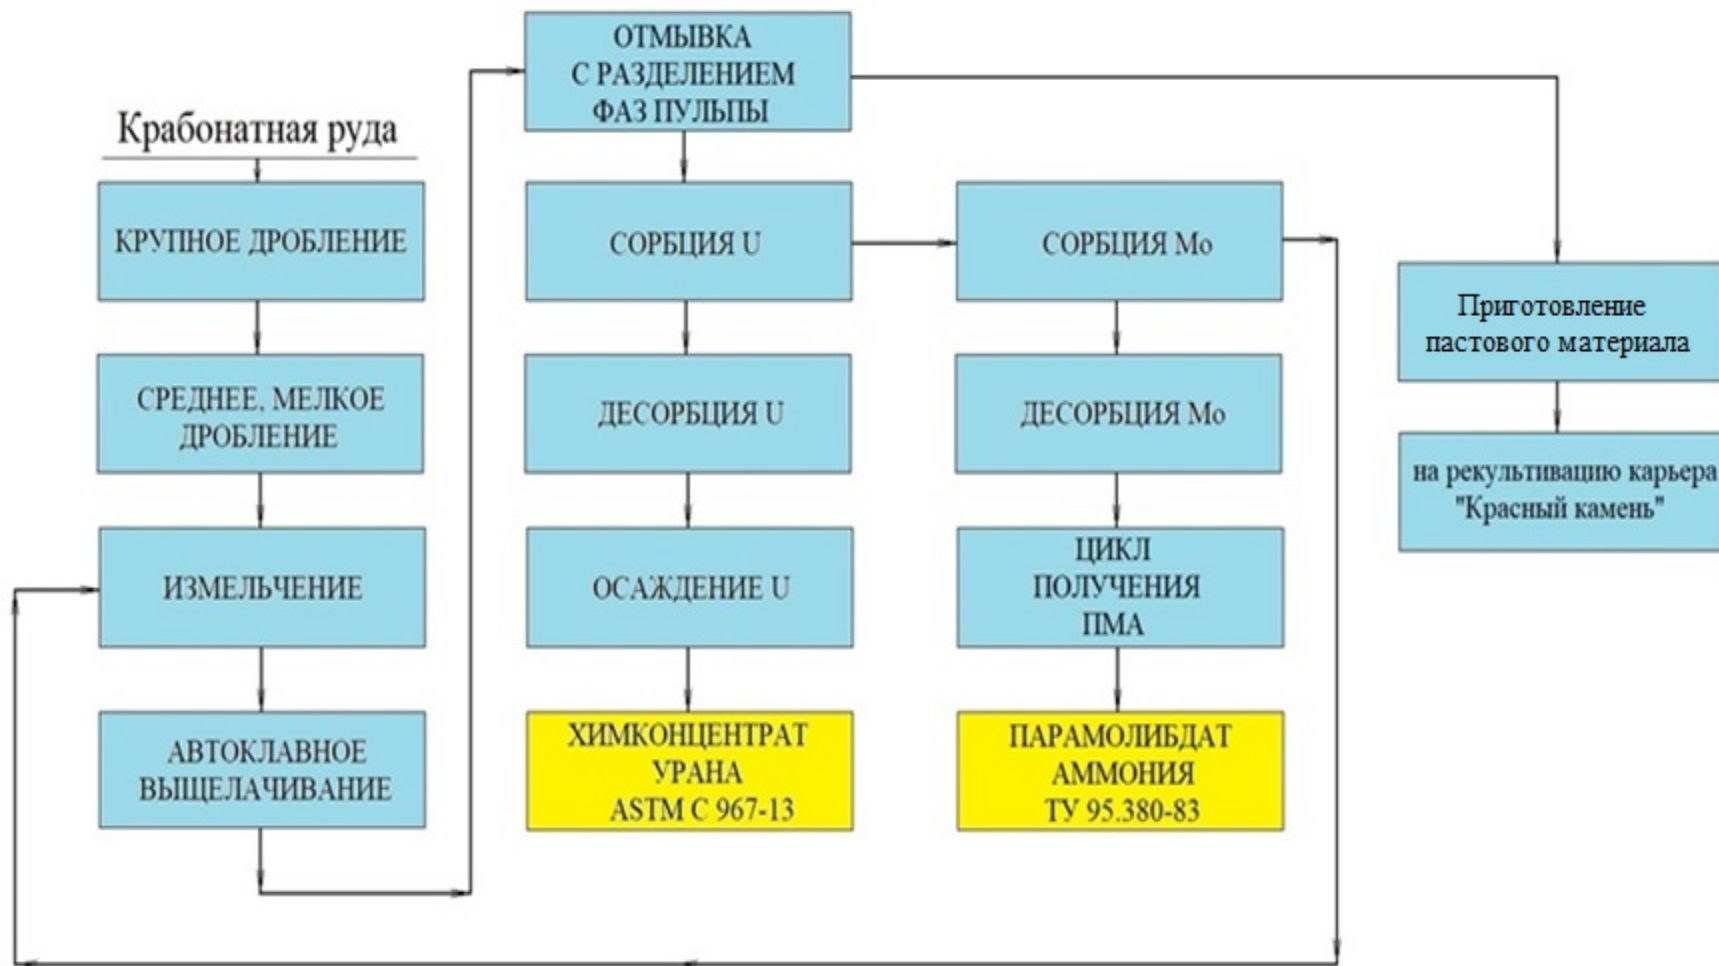 Крабонатная руда
КРУПНОЕ ДРОБЛЕНИЕ
СРЕДНЕЕ, МЕЛКОЕ
ДРОБЛЕНИЕ
ИЗМЕЛЬЧЕНИЕ
АВТОКЛАВНОЕ
ВЫЩЕЛАЧИВАНИЕ
ОТМЫВКА
С РАЗДЕЛЕНИЕМ
ФАЗ ПУЛЬПЫ
СОРБЦИЯ U
ДЕСОРБЦИЯ U
ОСАЖДЕНИЕ U
ХИМКОНЦЕНТРАТ
УРАНА
ASTM C 967-13
СОРБЦИЯ Мо
ДЕСОРБЦИЯ Мо
ЦИКЛ
ПОЛУЧЕНИЯ
ПМА
ПАРАМОЛИБДАТ
АММОНИЯ
ТУ 95.380-83
Приготовление
пастового материала
на рекультивацию карьера
"Красный камень"